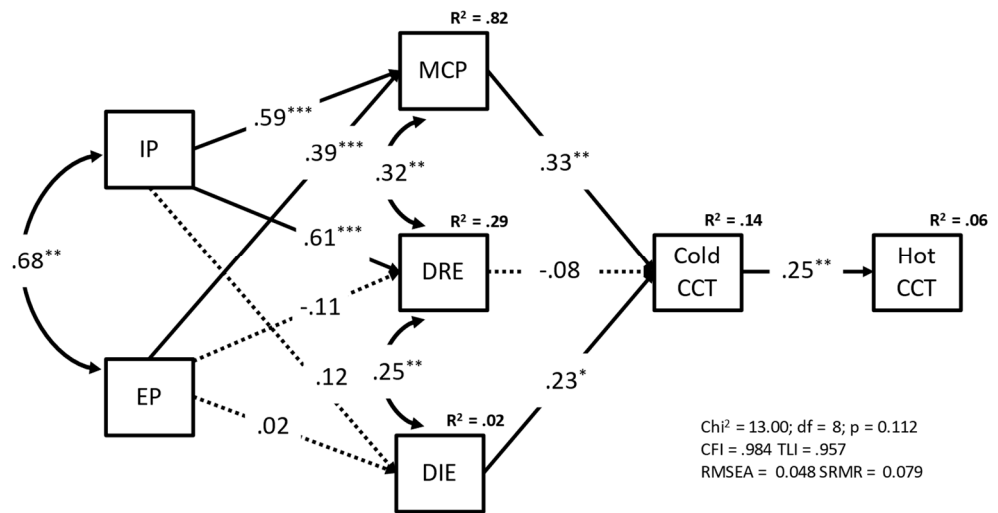 R² = .82
MCP
.59***
IP
.39***
.33**
.32**
R² = .29
R² = .14
R² = .06
.61***
.68**
DRE
-.08
Cold
CCT
.25**
Hot
CCT
-.11
.12
.25**
.23*
EP
.02
R² = .02
DIE
Chi² = 13.00; df = 8; p = 0.112
CFI = .984 TLI = .957
RMSEA = 0.048 SRMR = 0.079